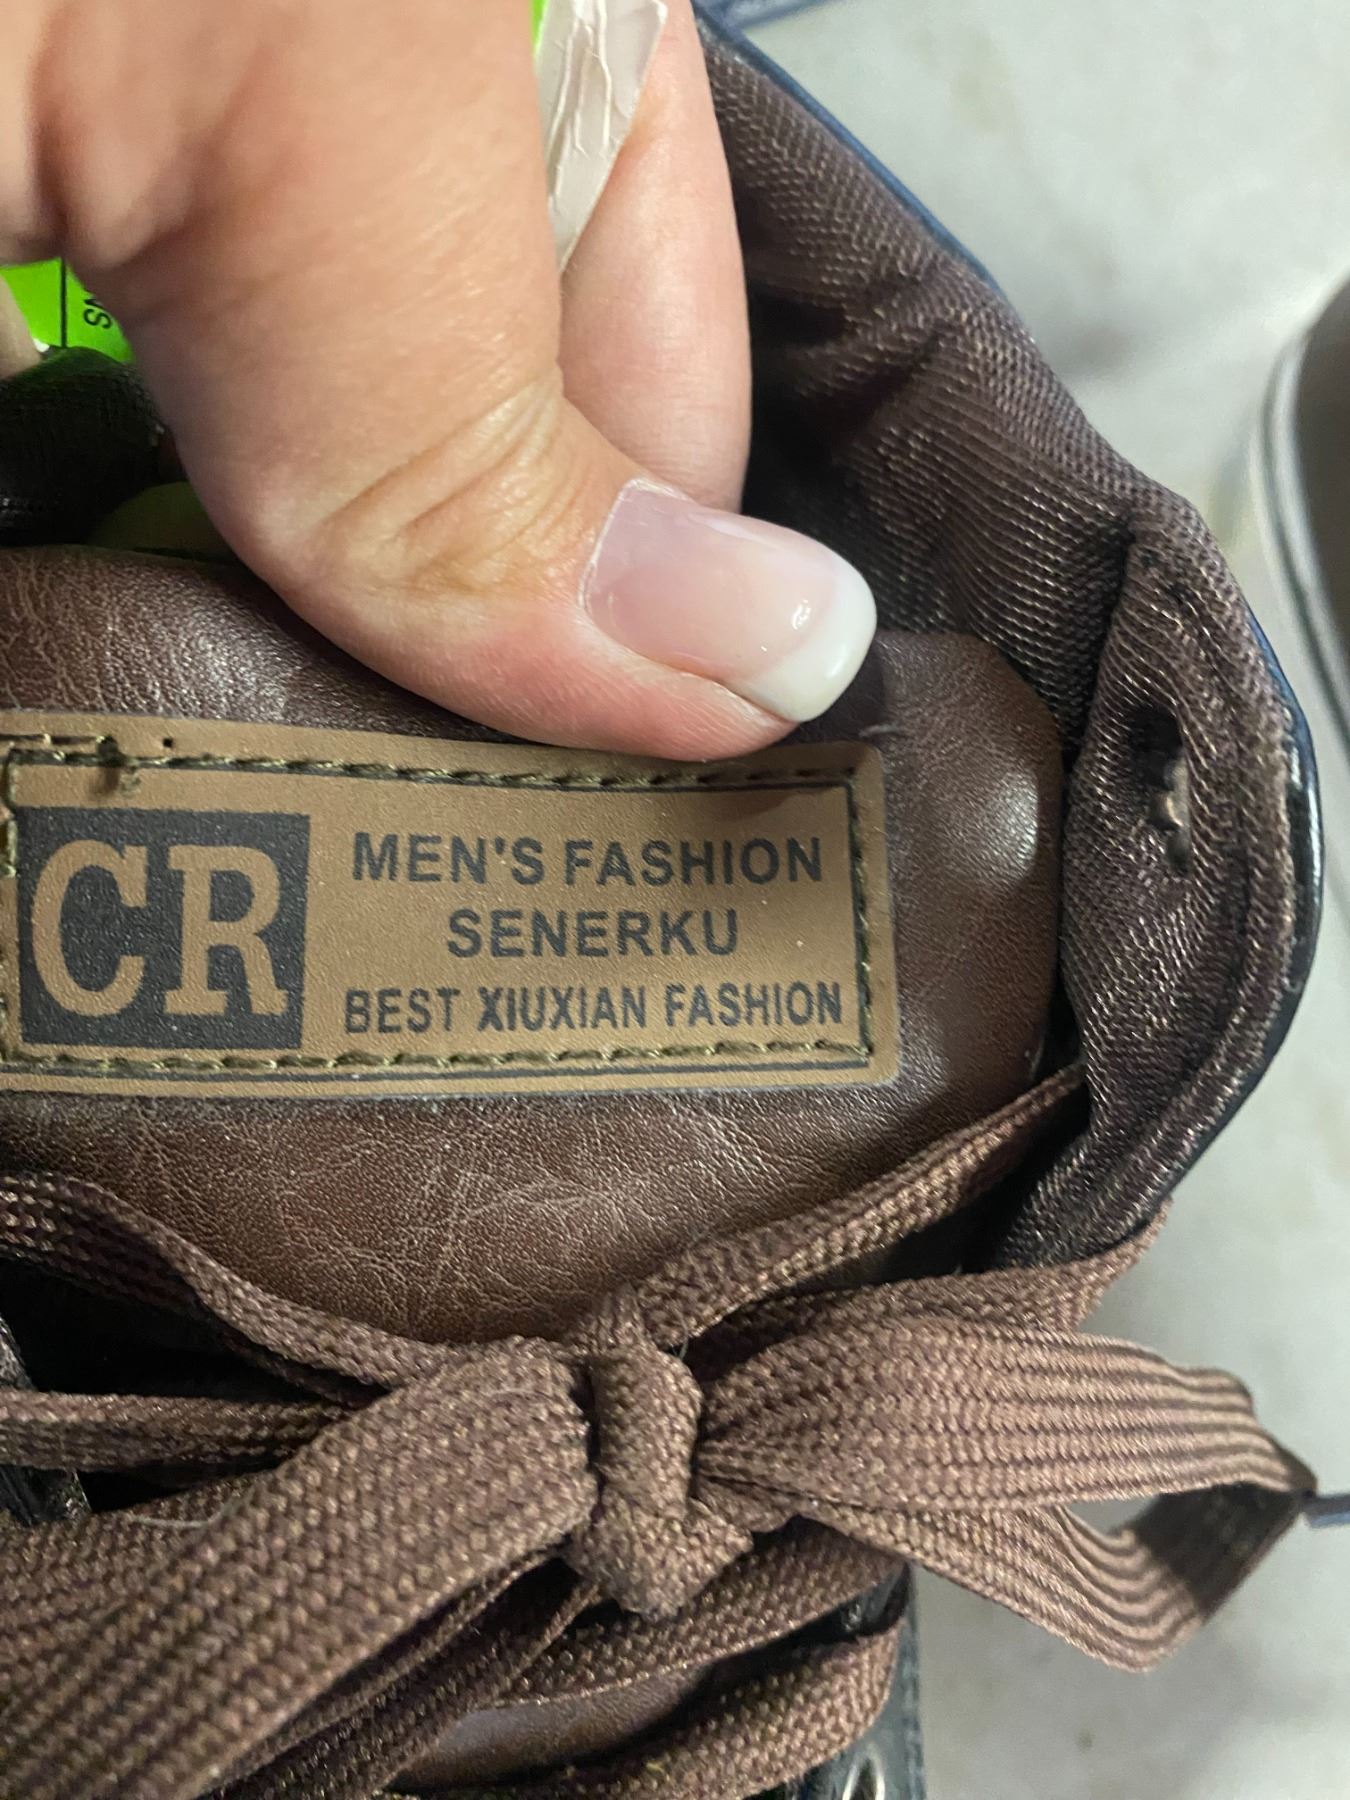 CR
MEN'S FASHION
SENERKU
BEST XIUXIAN FASHION